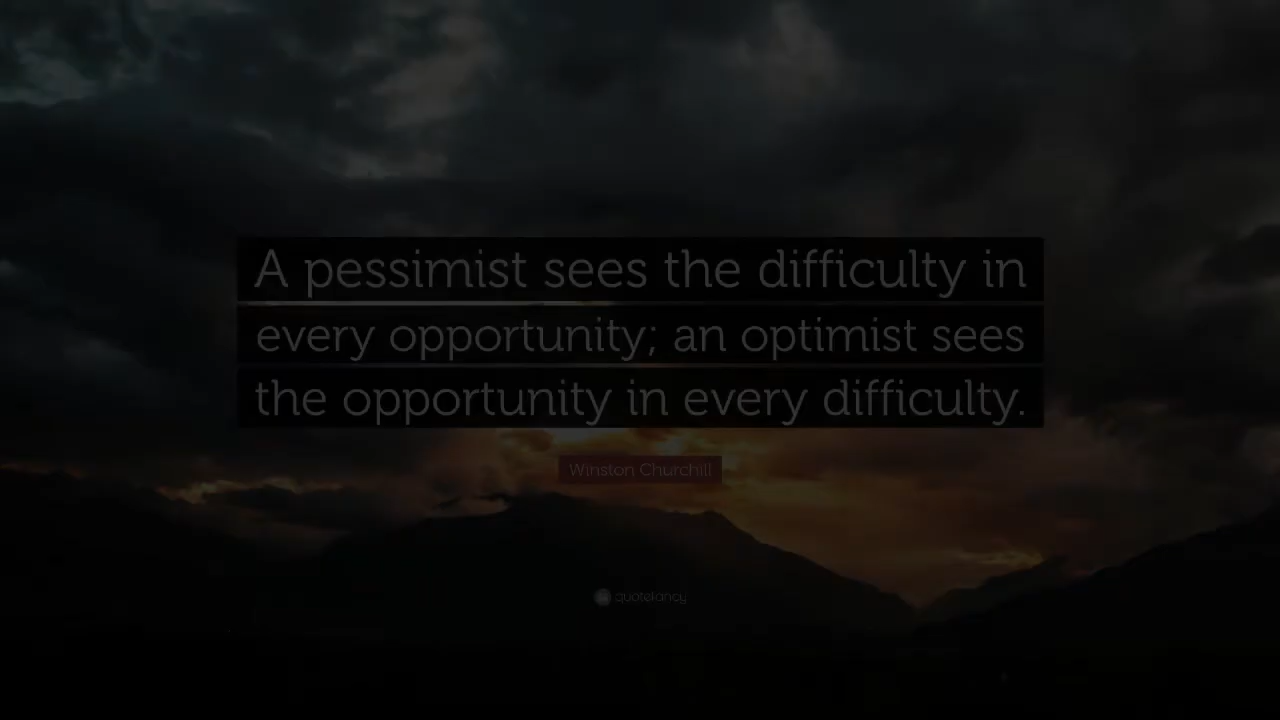 A pessimist sees the difficulty in
every opportunity; an optimist sees
the opportunity in every difficulty.
Winston Churchill
quotefancy